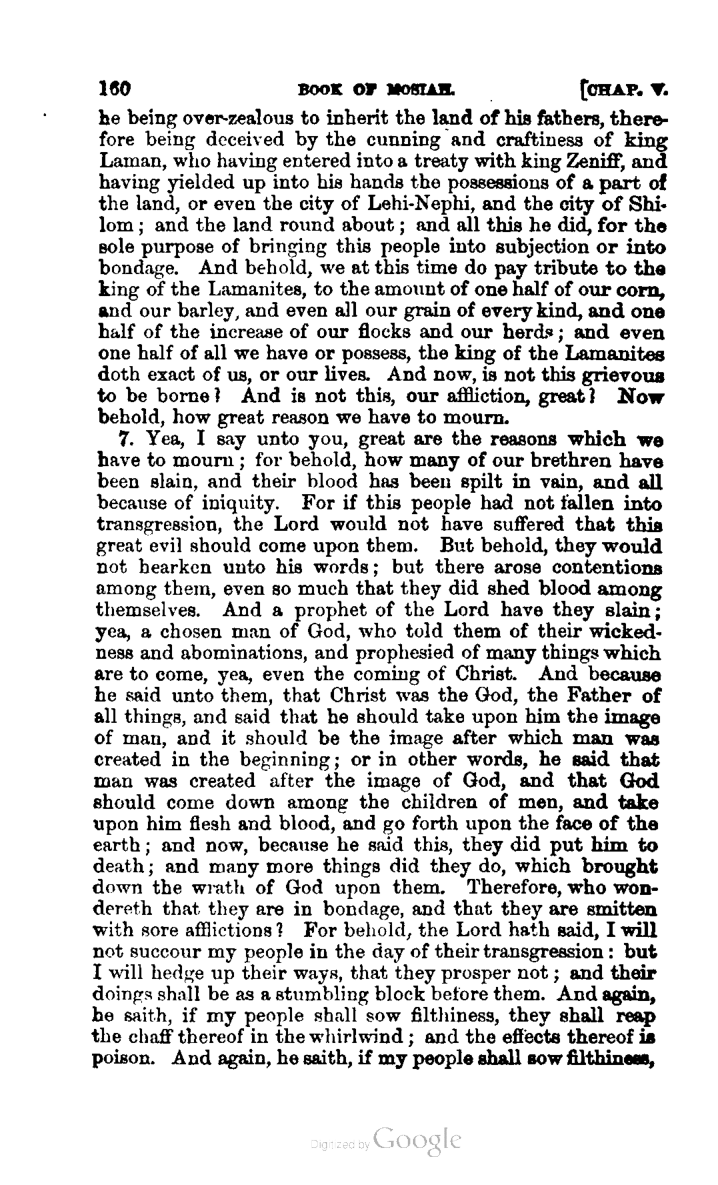 160 BOOK OF MOSIAH. [CHAP. V.
he being over-zealous to inherit the land of his fathers, there-
fore being deceived by the cunning and craftiness of king
Laman, who having entered into a treaty with king Zeniff, and
having yielded up into his hands the possessions of a part of
the land, or even the city of Lehi-Nephi, and the city of Shi-
lom; and the land round about; and all this he did, for the
sole purpose of bringing this people into subjection or into
bondage. And behold, we at this time do pay tribute to the
king of the Lamanites, to the amount of one half of our corn,
and our barley, and even all our grain of every kind, and one
half of the increase of our flocks and our herds; and even
one half of all we have or possess, the king of the Lamanites
doth exact of us, or our lives. And now, is not this grievous
to be borne? And is not this, our affliction, great? Now
behold, how great reason we have to mourn.
7. Yea, I say unto you, great are the reasons which we
have to mourn; for behold, how many of our brethren have
been slain, and their blood has been spilt in vain, and all
because of iniquity. For if this people had not fallen into
transgression, the Lord would not have suffered that this
great evil should come upon them. But behold, they would
not hearken unto his words; but there arose contentions
among them, even so much that they did shed blood among
themselves. And a prophet of the Lord have they slain;
yea, a chosen man of God, who told them of their wicked-
ness and abominations, and prophesied of many things which
are to come, yea, even the coming of Christ. And because
he said unto them, that Christ was the God, the Father of
all things, and said that he should take upon him the image
of man, and it should be the image after which man was
created in the beginning; or in other words, he said that
man was created after the image of God, and that God
should come down among the children of men, and take
upon him flesh and blood, and go forth upon the face of the
earth; and now, because he said this, they did put him to
death; and many more things did they do, which brought
down the wrath of God upon them. Therefore, who won-
dereth that they are in bondage, and that they are smitten
with sore afflictions? For behold, the Lord hath said, I will
not succour my people in the day of their transgression: but
I will hedge up their ways, that they prosper not; and their
doings shall be as a stumbling block before them. And again,
he saith, if my people shall sow filthiness, they shall reap
the chaff thereof in the whirlwind; and the effects thereof is
poison. And again, he saith, if my people shall sow filthiness,
Digitized by Google